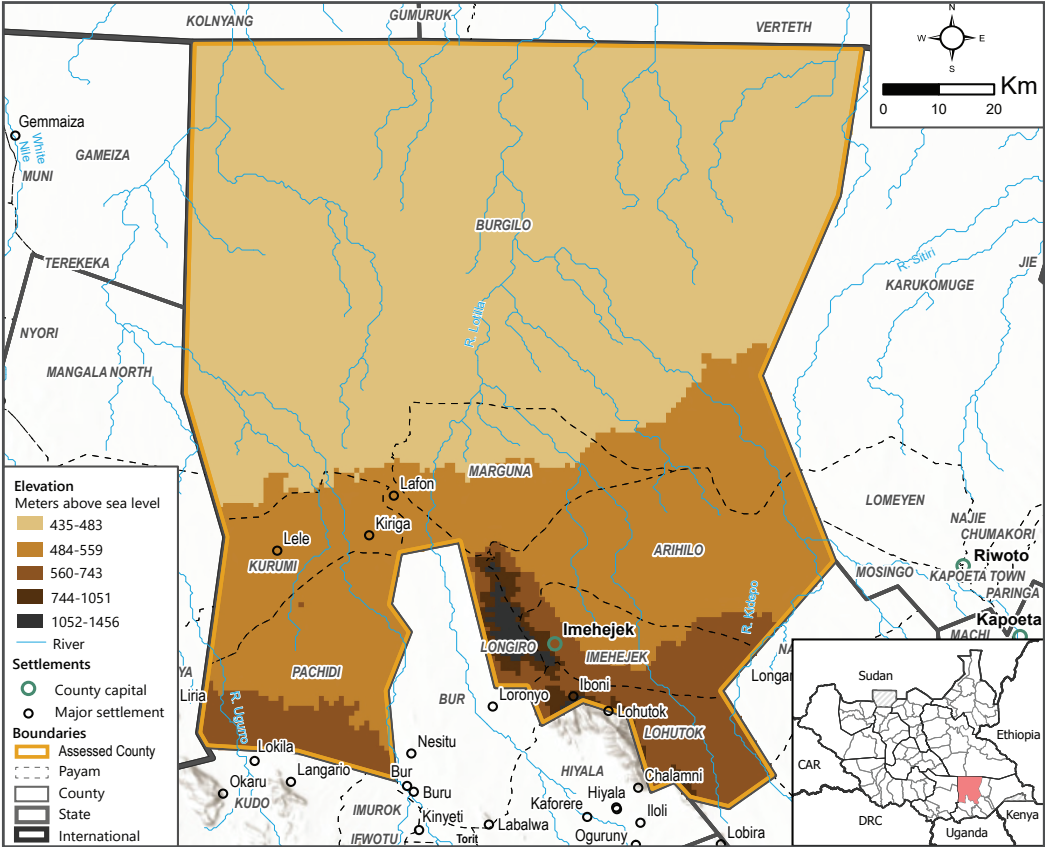 KOLNYANG
GUMURUK
VERTETH
N
W
E
S
Km
0 10 20
Gemmaiza
White
Nile
GAMEIZA
MUNI
TEREKEKA
BURGILO
R. Sitiri
JIE
KARUKOMUGE
NYORI
R. Lotilla
MANGALA NORTH
MARGUNA
Lafon
LOMEYEN
Kiriga
Lele
KURUMI
ARIHILO
NAJIE
CHUMAKORI
Riwoto
MOSINGO
KAPOETA TOWN
PARINGA
Kapoeta
MACHI
R. Kidepo
Imehejek
LONGIRO
IMEHEJEK
NA
YA
PACHIDI
Liria
R. Uguno
BUR
Loronyo
Iboni
Lohutok
Longar
LOHUTOK
Nesitu
Lokila
Langario
Okaru
KUDO
Bur
Buru
IMUROK
Kinyeti
IFWOTU
Torit
Labalwa
HIYALA
Chalamni
Hiyala
Kaforere
Iloli
Oguruny
Lobira
Elevation
Meters above sea level
435-483
484-559
560-743
744-1051
1052-1456
River
Settlements
County capital
Major settlement
Boundaries
Assessed County
Payam
County
State
International
Sudan
Ethiopia
CAR
DRC
Uganda
Kenya